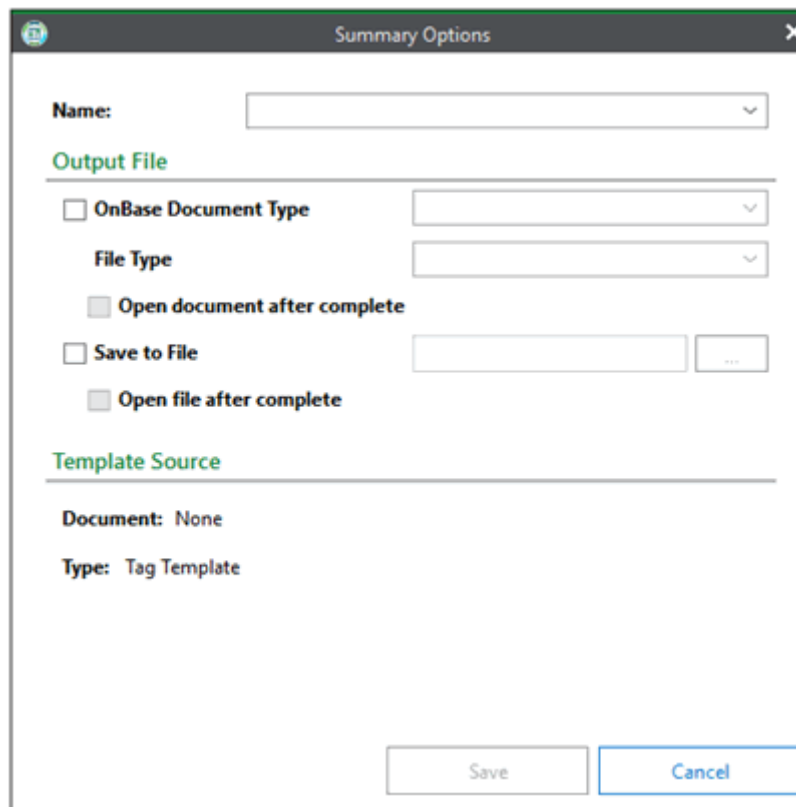 Summary Options
Name:
Output File
OnBase Document Type
File Type
Open document after complete
Save to File
...
Open file after complete
Template Source
Document: None
Type: Tag Template
Save
Cancel